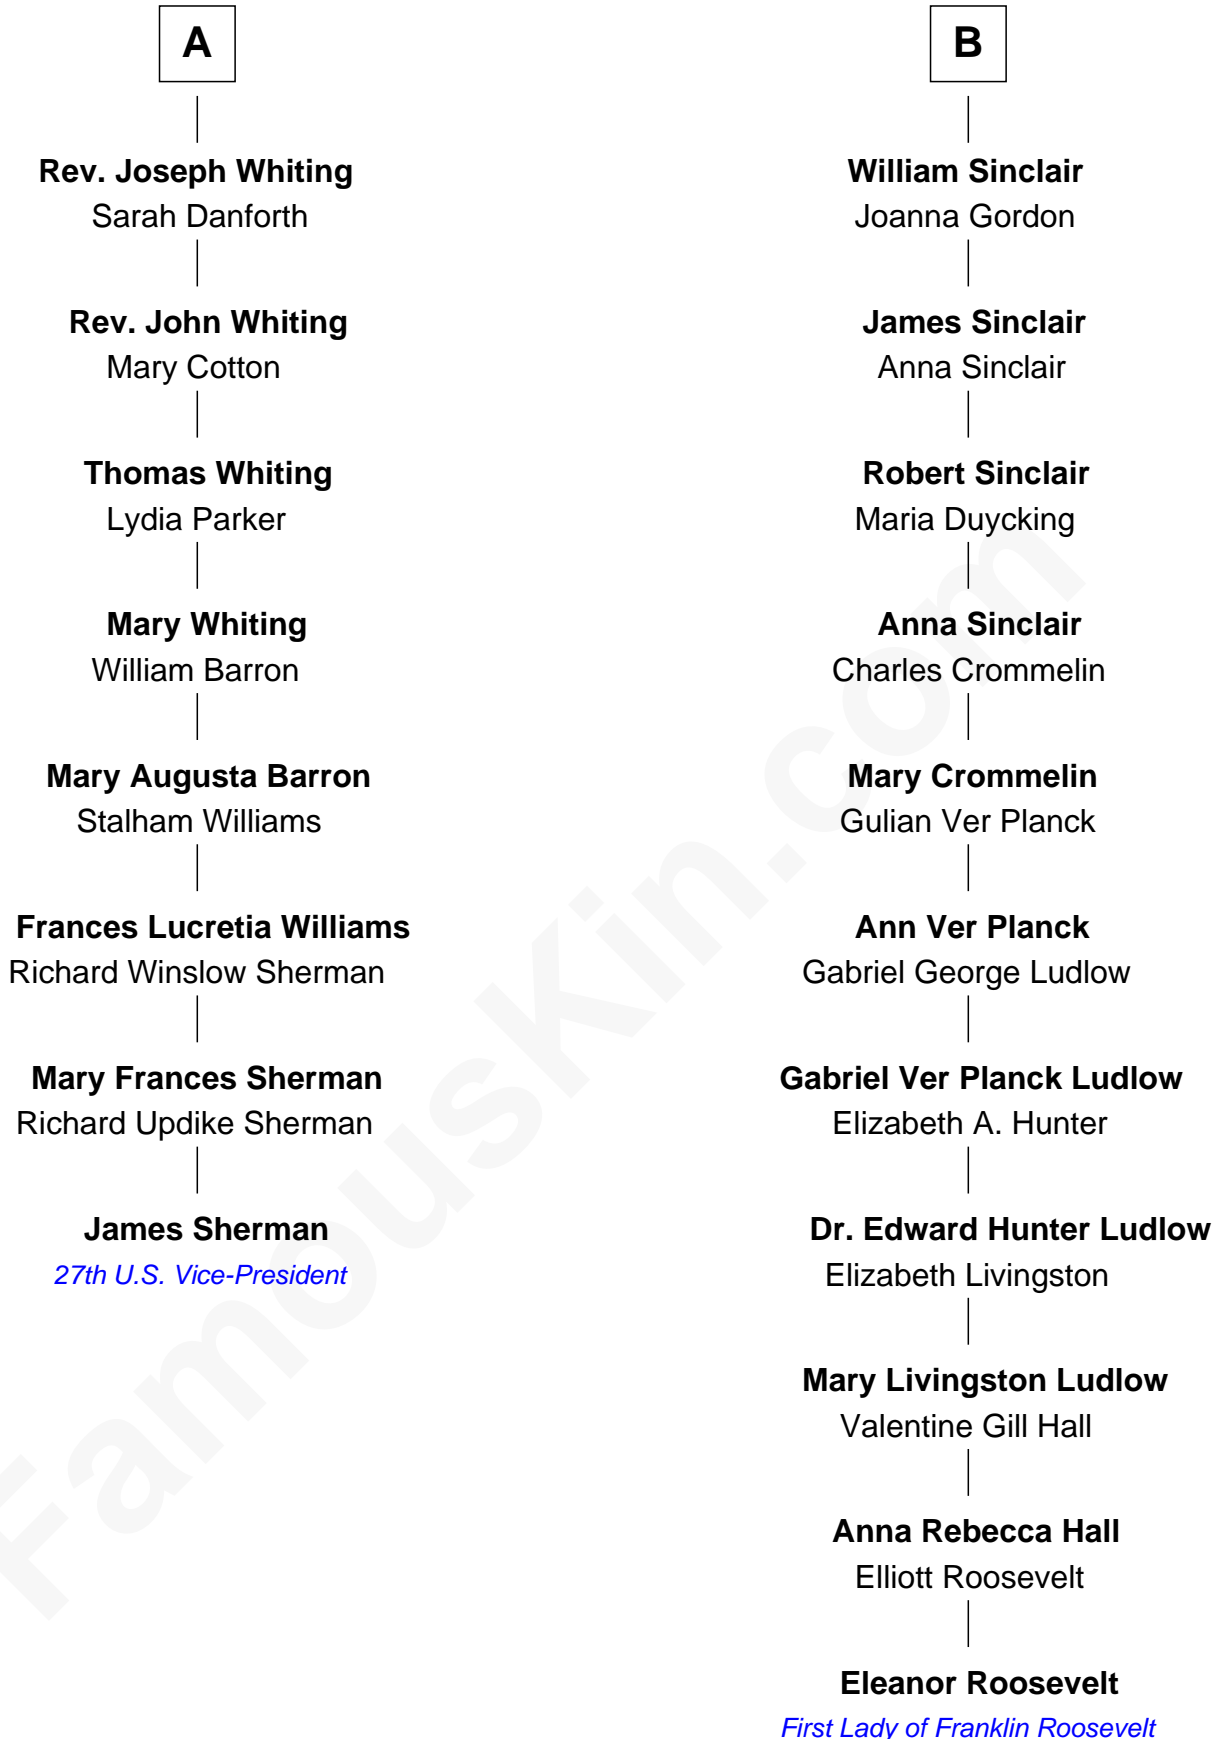 A
Rev. Joseph Whiting
Sarah Danforth
Rev. John Whiting
Mary Cotton
Thomas Whiting
Lydia Parker
Mary Whiting
William Barron
Mary Augusta Barron
Stalham Williams
Frances Lucretia Williams
Richard Winslow Sherman
Mary Frances Sherman
Richard Updike Sherman
James Sherman
27th U.S. Vice-President
B
William Sinclair
Joanna Gordon
James Sinclair
Anna Sinclair
Robert Sinclair
Maria Duycking
Anna Sinclair
Charles Crommelin
Mary Crommelin
Gulian Ver Planck
Ann Ver Planck
Gabriel George Ludlow
Gabriel Ver Planck Ludlow
Elizabeth A. Hunter
Dr. Edward Hunter Ludlow
Elizabeth Livingston
Mary Livingston Ludlow
Valentine Gill Hall
Anna Rebecca Hall
Elliott Roosevelt
Eleanor Roosevelt
First Lady of Franklin Roosevelt
FamousKin.com